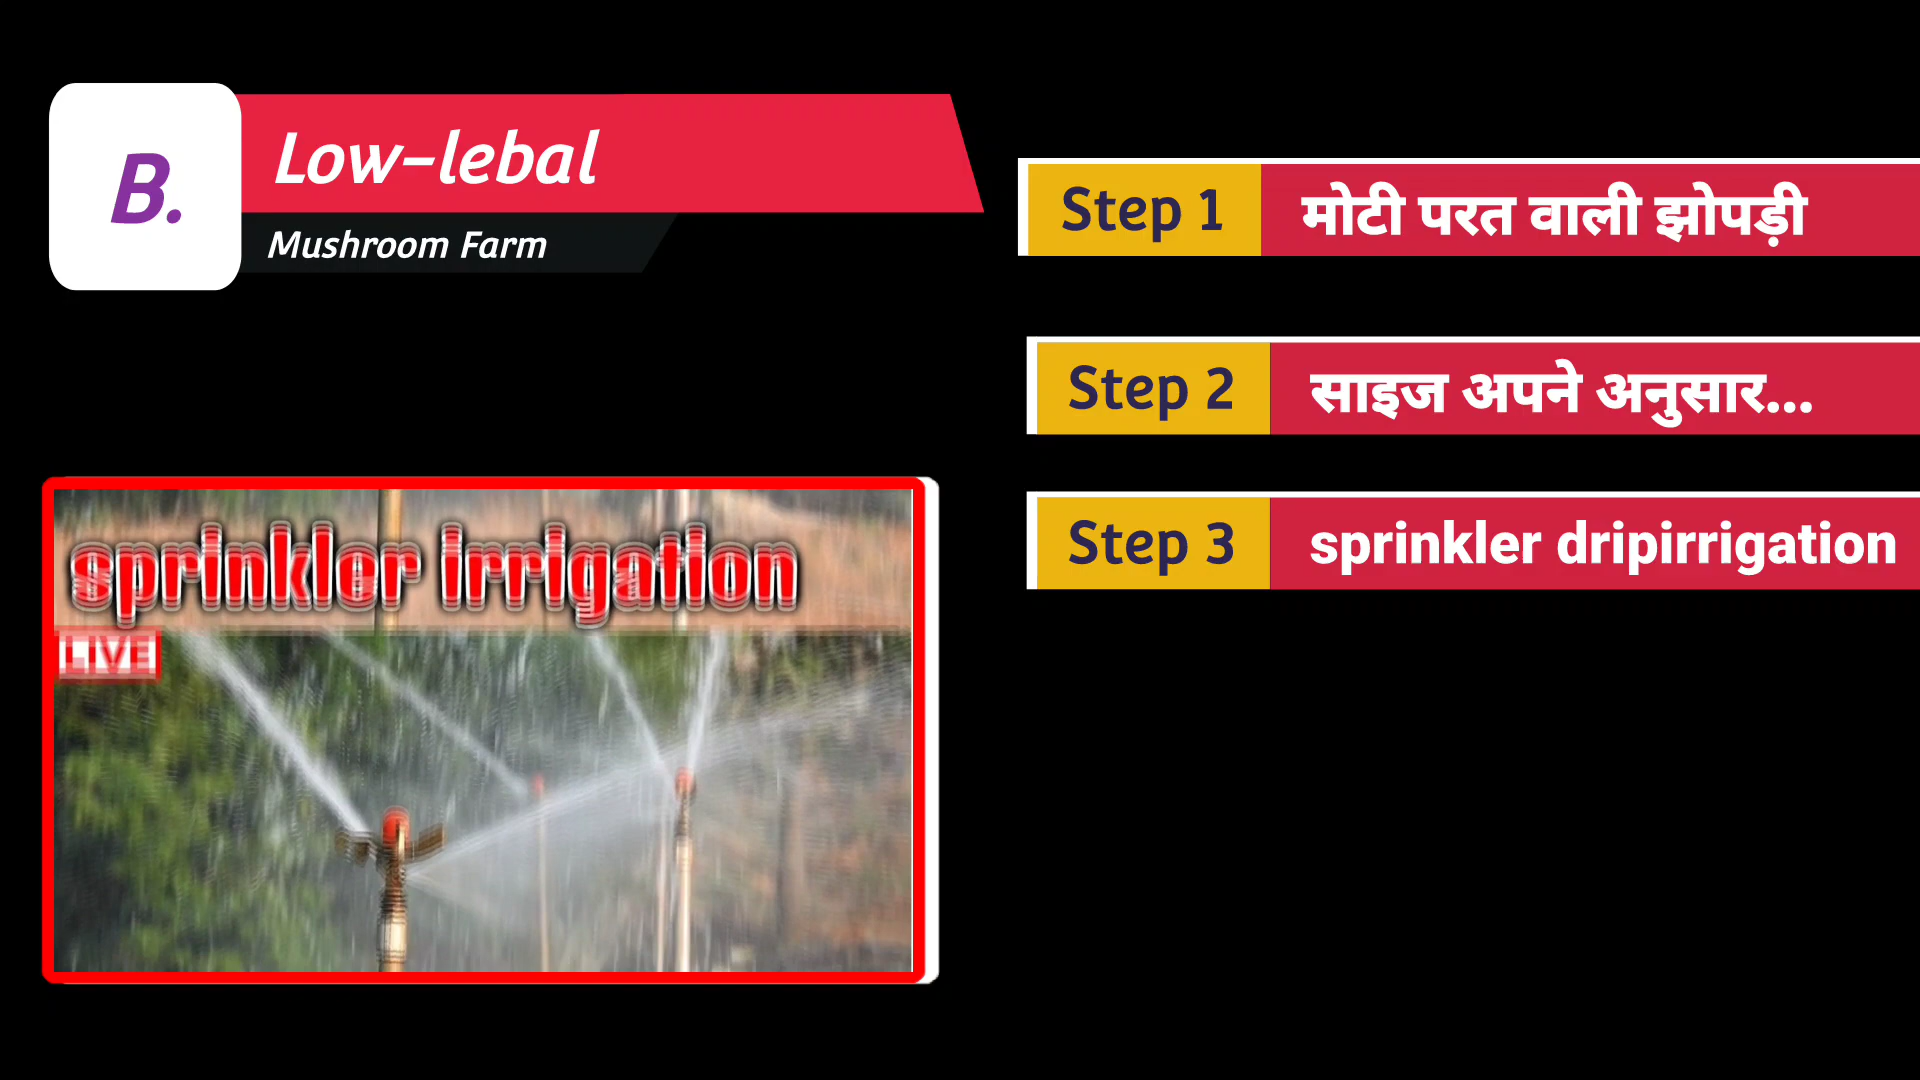 B.
Low-lebal
Mushroom Farm
Step 1 मोटी परत वाली झोपड़ी
Step 2 साइज अपने अनुसार...
Step 3 sprinkler dripirrigation
sprinkler irrigation
LIVE